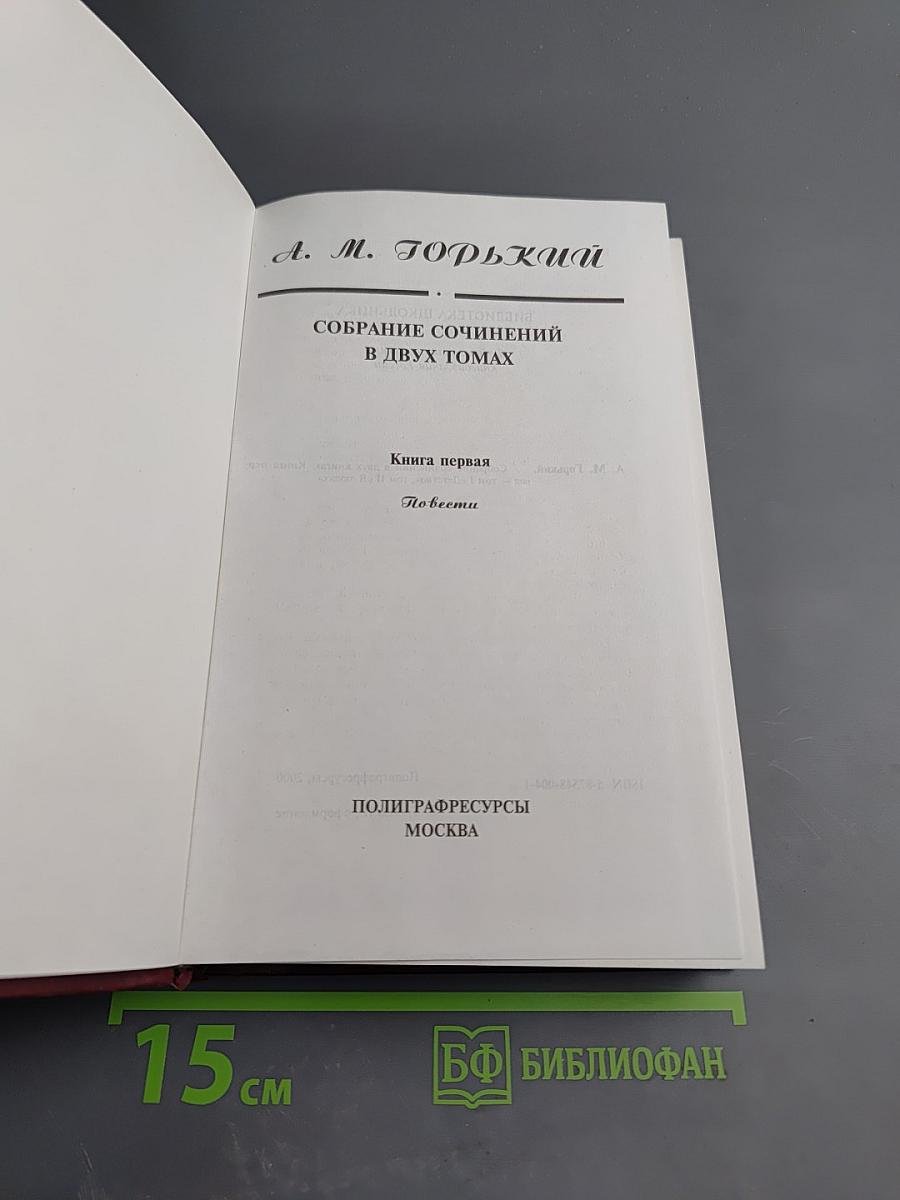 А. М. ГОРЬКИЙ
СОБРАНИЕ СОЧИНЕНИЙ
В ДВУХ ТОМАХ
Книга первая
Повести
ПОЛИГРАФРЕСУРСЫ
МОСКВА
15 см
БФ БИБЛИОФАН